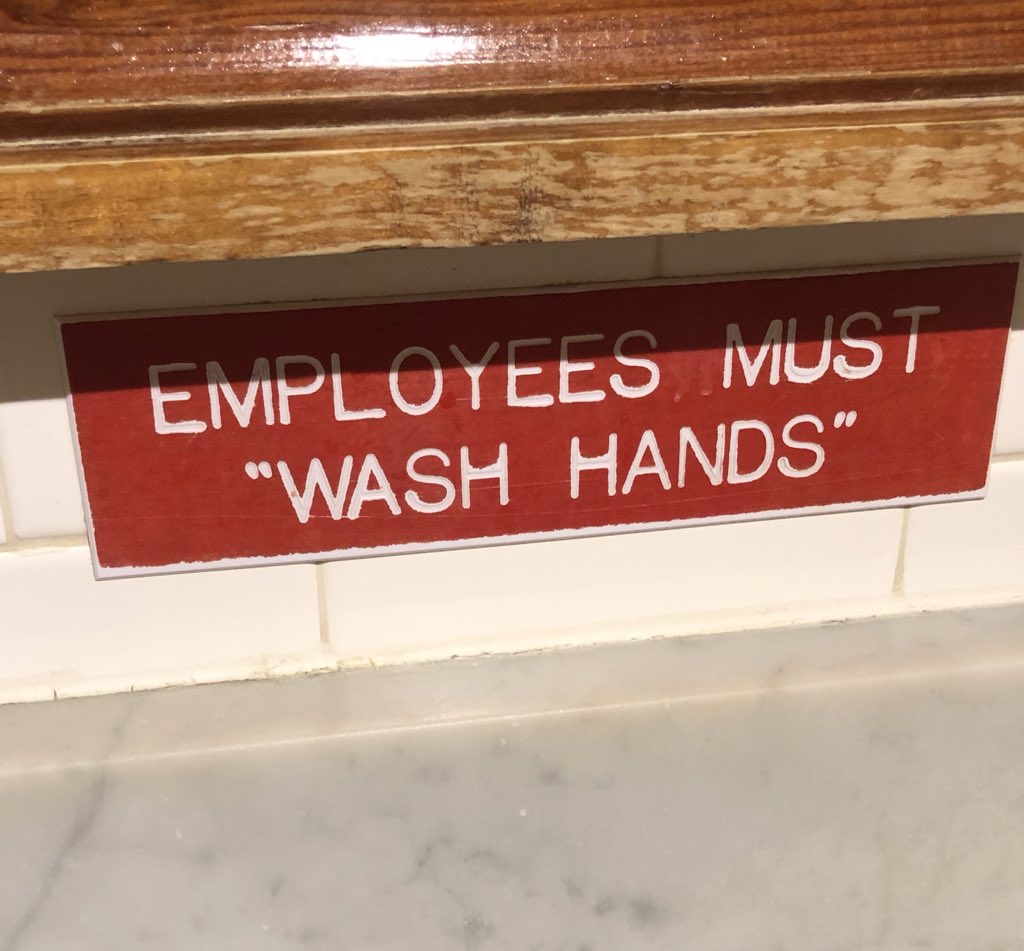 EMPLOYEES MUST
“WASH HANDS”